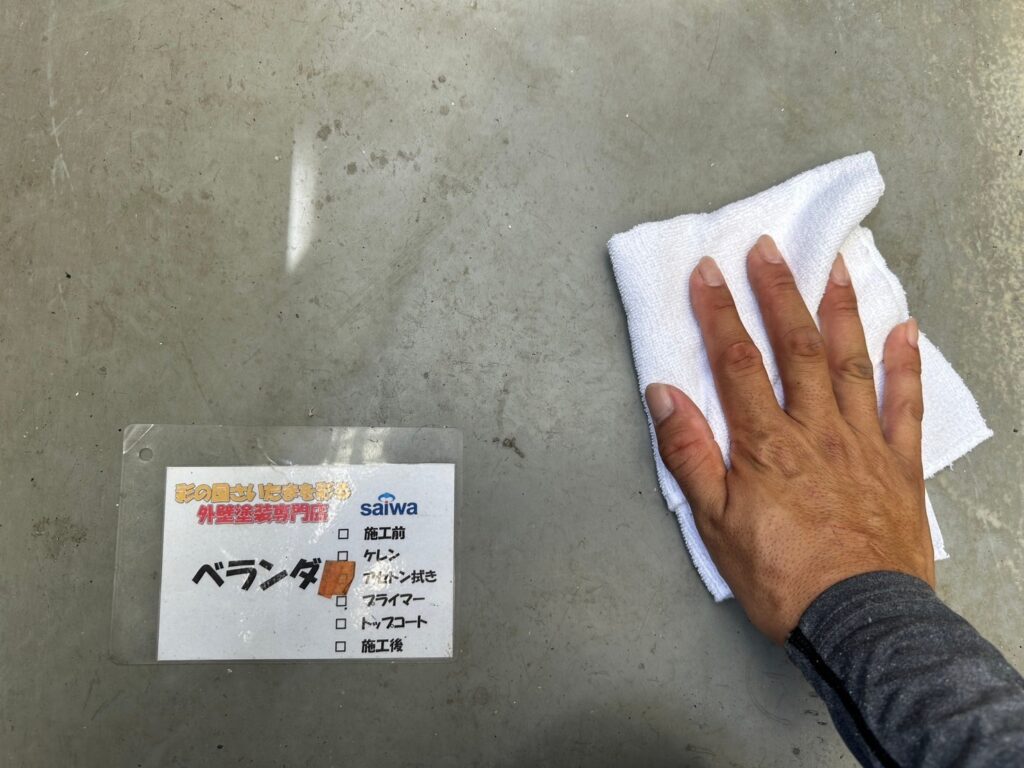 彩の国さいたまを彩る
外壁塗装専門店
saiwa
ベランダ
□ 施工前
□ ケレン
□ アセトン拭き
□ プライマー
□ トップコート
□ 施工後